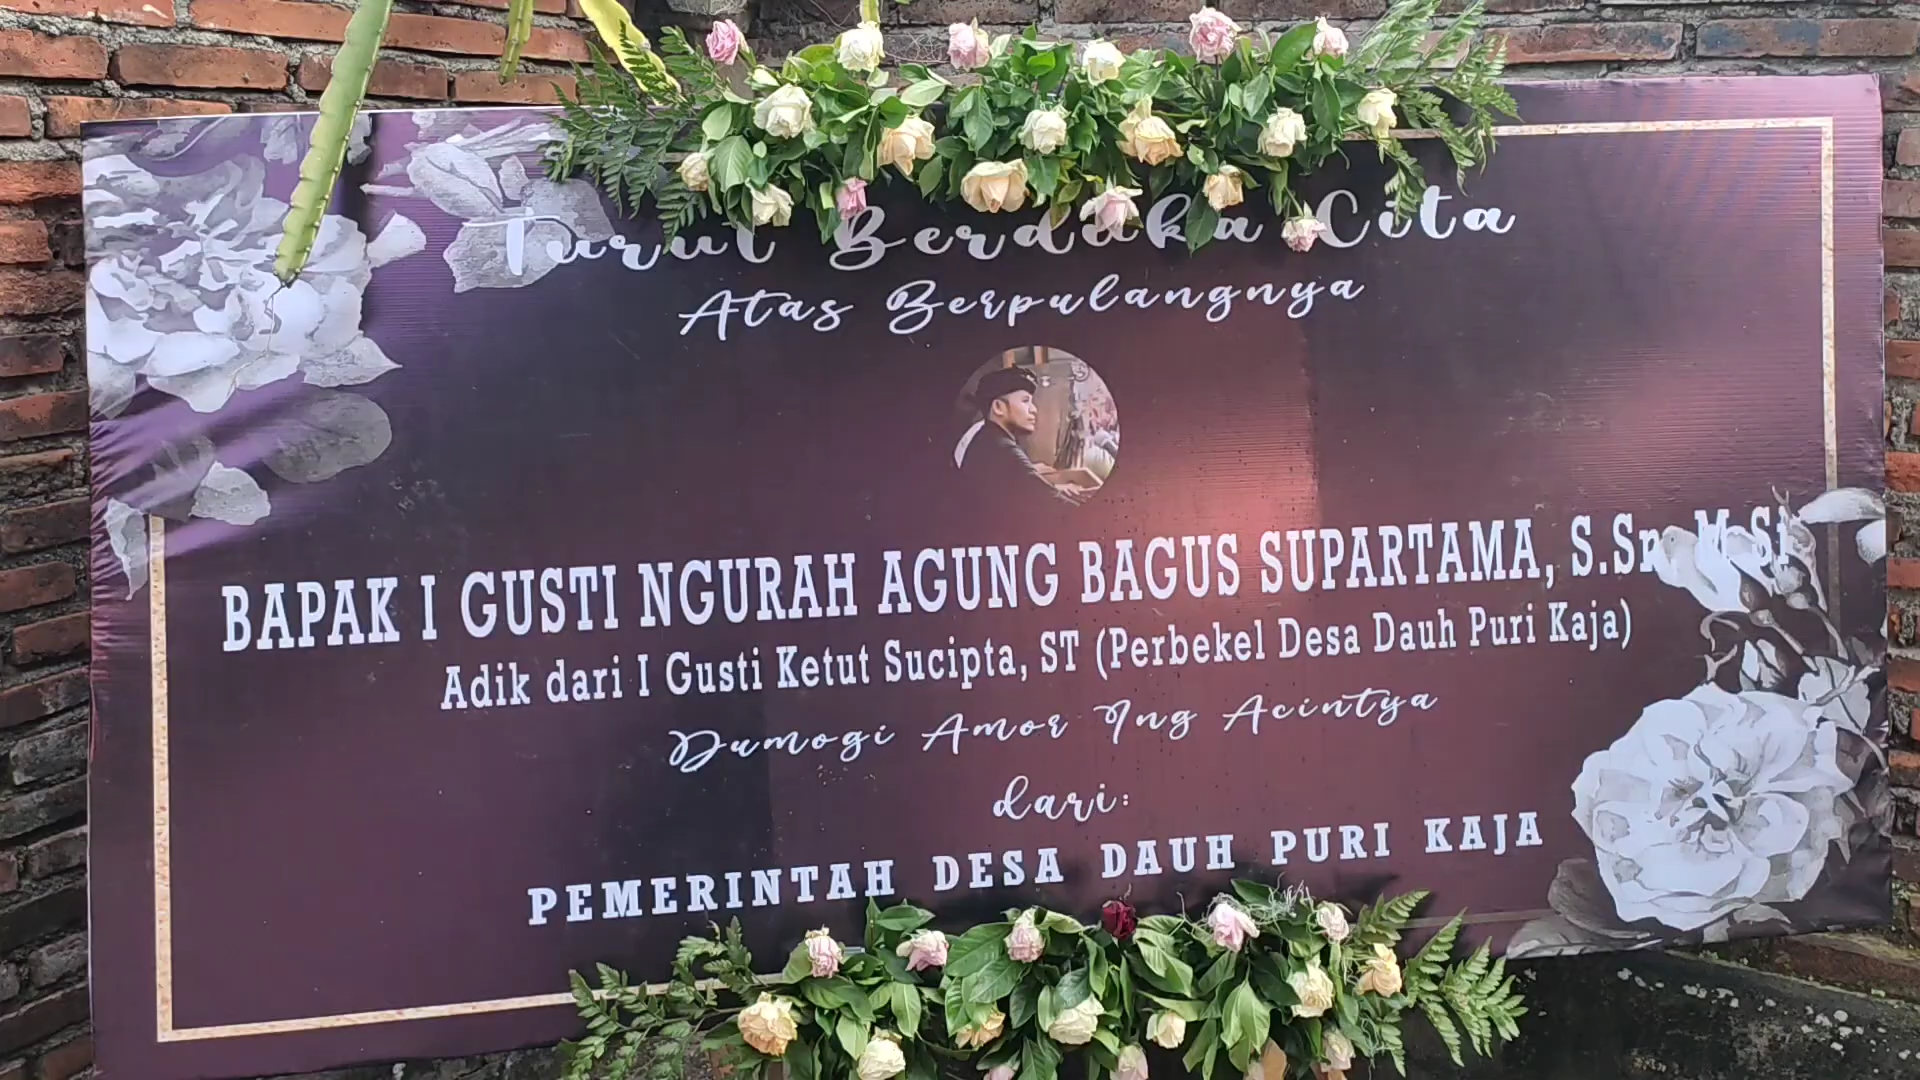 Turut Berduka Cita
Atas Berpulangnya
BAPAK I GUSTI NGURAH AGUNG BAGUS SUPARTAMA, S.Sn, M.Si
Adik dari I Gusti Ketut Sucipta, ST (Perbekel Desa Dauh Puri Kaja)
Dumogi Amor Ing Acintya
dari:
PEMERINTAH DESA DAUH PURI KAJA